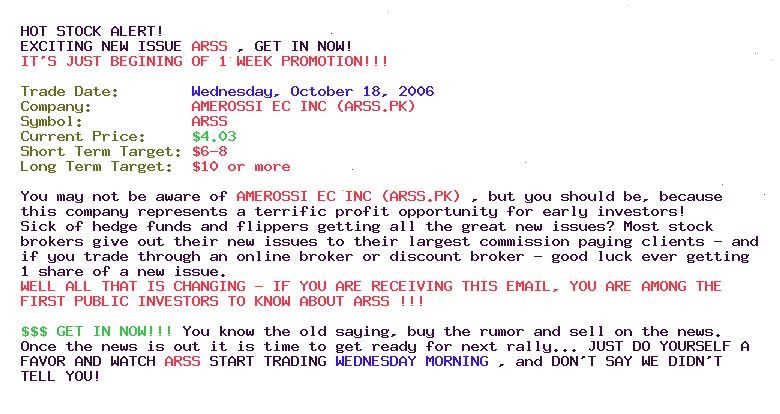 HOT STOCK ALERT!
EXCITING NEW ISSUE ARSS , GET IN NOW!
IT'S JUST BEGINING OF 1 WEEK PROMOTION!!!
Trade Date: Wednesday, October 18, 2006
Company: AMEROSSI EC INC (ARSS.PK)
Symbol: ARSS
Current Price: $4.03
Short Term Target: $6-8
Long Term Target: $10 or more
You may not be aware of AMEROSSI EC INC (ARSS.PK) , but you should be, because
this company represents a terrific profit opportunity for early investors!
Sick of hedge funds and flippers getting all the great new issues? Most stock
brokers give out their new issues to their largest commission paying clients - and
if you trade through an online broker or discount broker - good luck ever getting
1 share of a new issue.
WELL ALL THAT IS CHANGING - IF YOU ARE RECEIVING THIS EMAIL, YOU ARE AMONG THE
FIRST PUBLIC INVESTORS TO KNOW ABOUT ARSS !!!
$$$ GET IN NOW!!! You know the old saying, buy the rumor and sell on the news.
Once the news is out it is time to get ready for next rally... JUST DO YOURSELF A
FAVOR AND WATCH ARSS START TRADING WEDNESDAY MORNING , and DON'T SAY WE DIDN'T
TELL YOU!